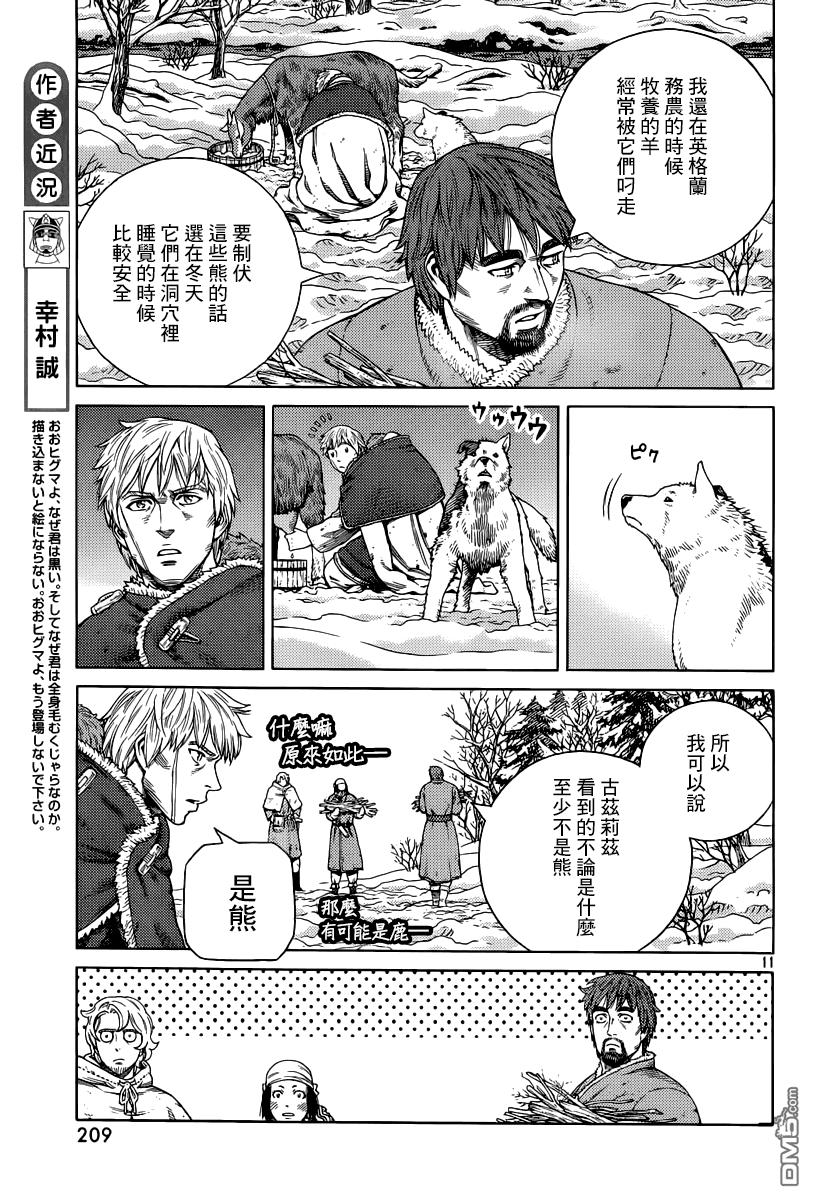 我還在英格蘭
務農的時候
牧養的羊
經常被它們叼走
要制伏
這些熊的話
選在冬天
它們在洞穴裡
睡覺的時候
比較安全
ピク
ゥゥゥゥ
所以
我可以說
古茲莉茲
看到的不論是什麼
至少不是熊
什麼嘛
原來如此——
那麼
有可能是鹿——
是熊
11
作者近況
幸村 誠
おおヒグマよ、なぜ君は黒い。そしてなぜ君は全身毛むくじゃらなのか。
描き込まないと絵にならない。おおヒグマよ、もう登場しないで下さい。
209
DM5.com